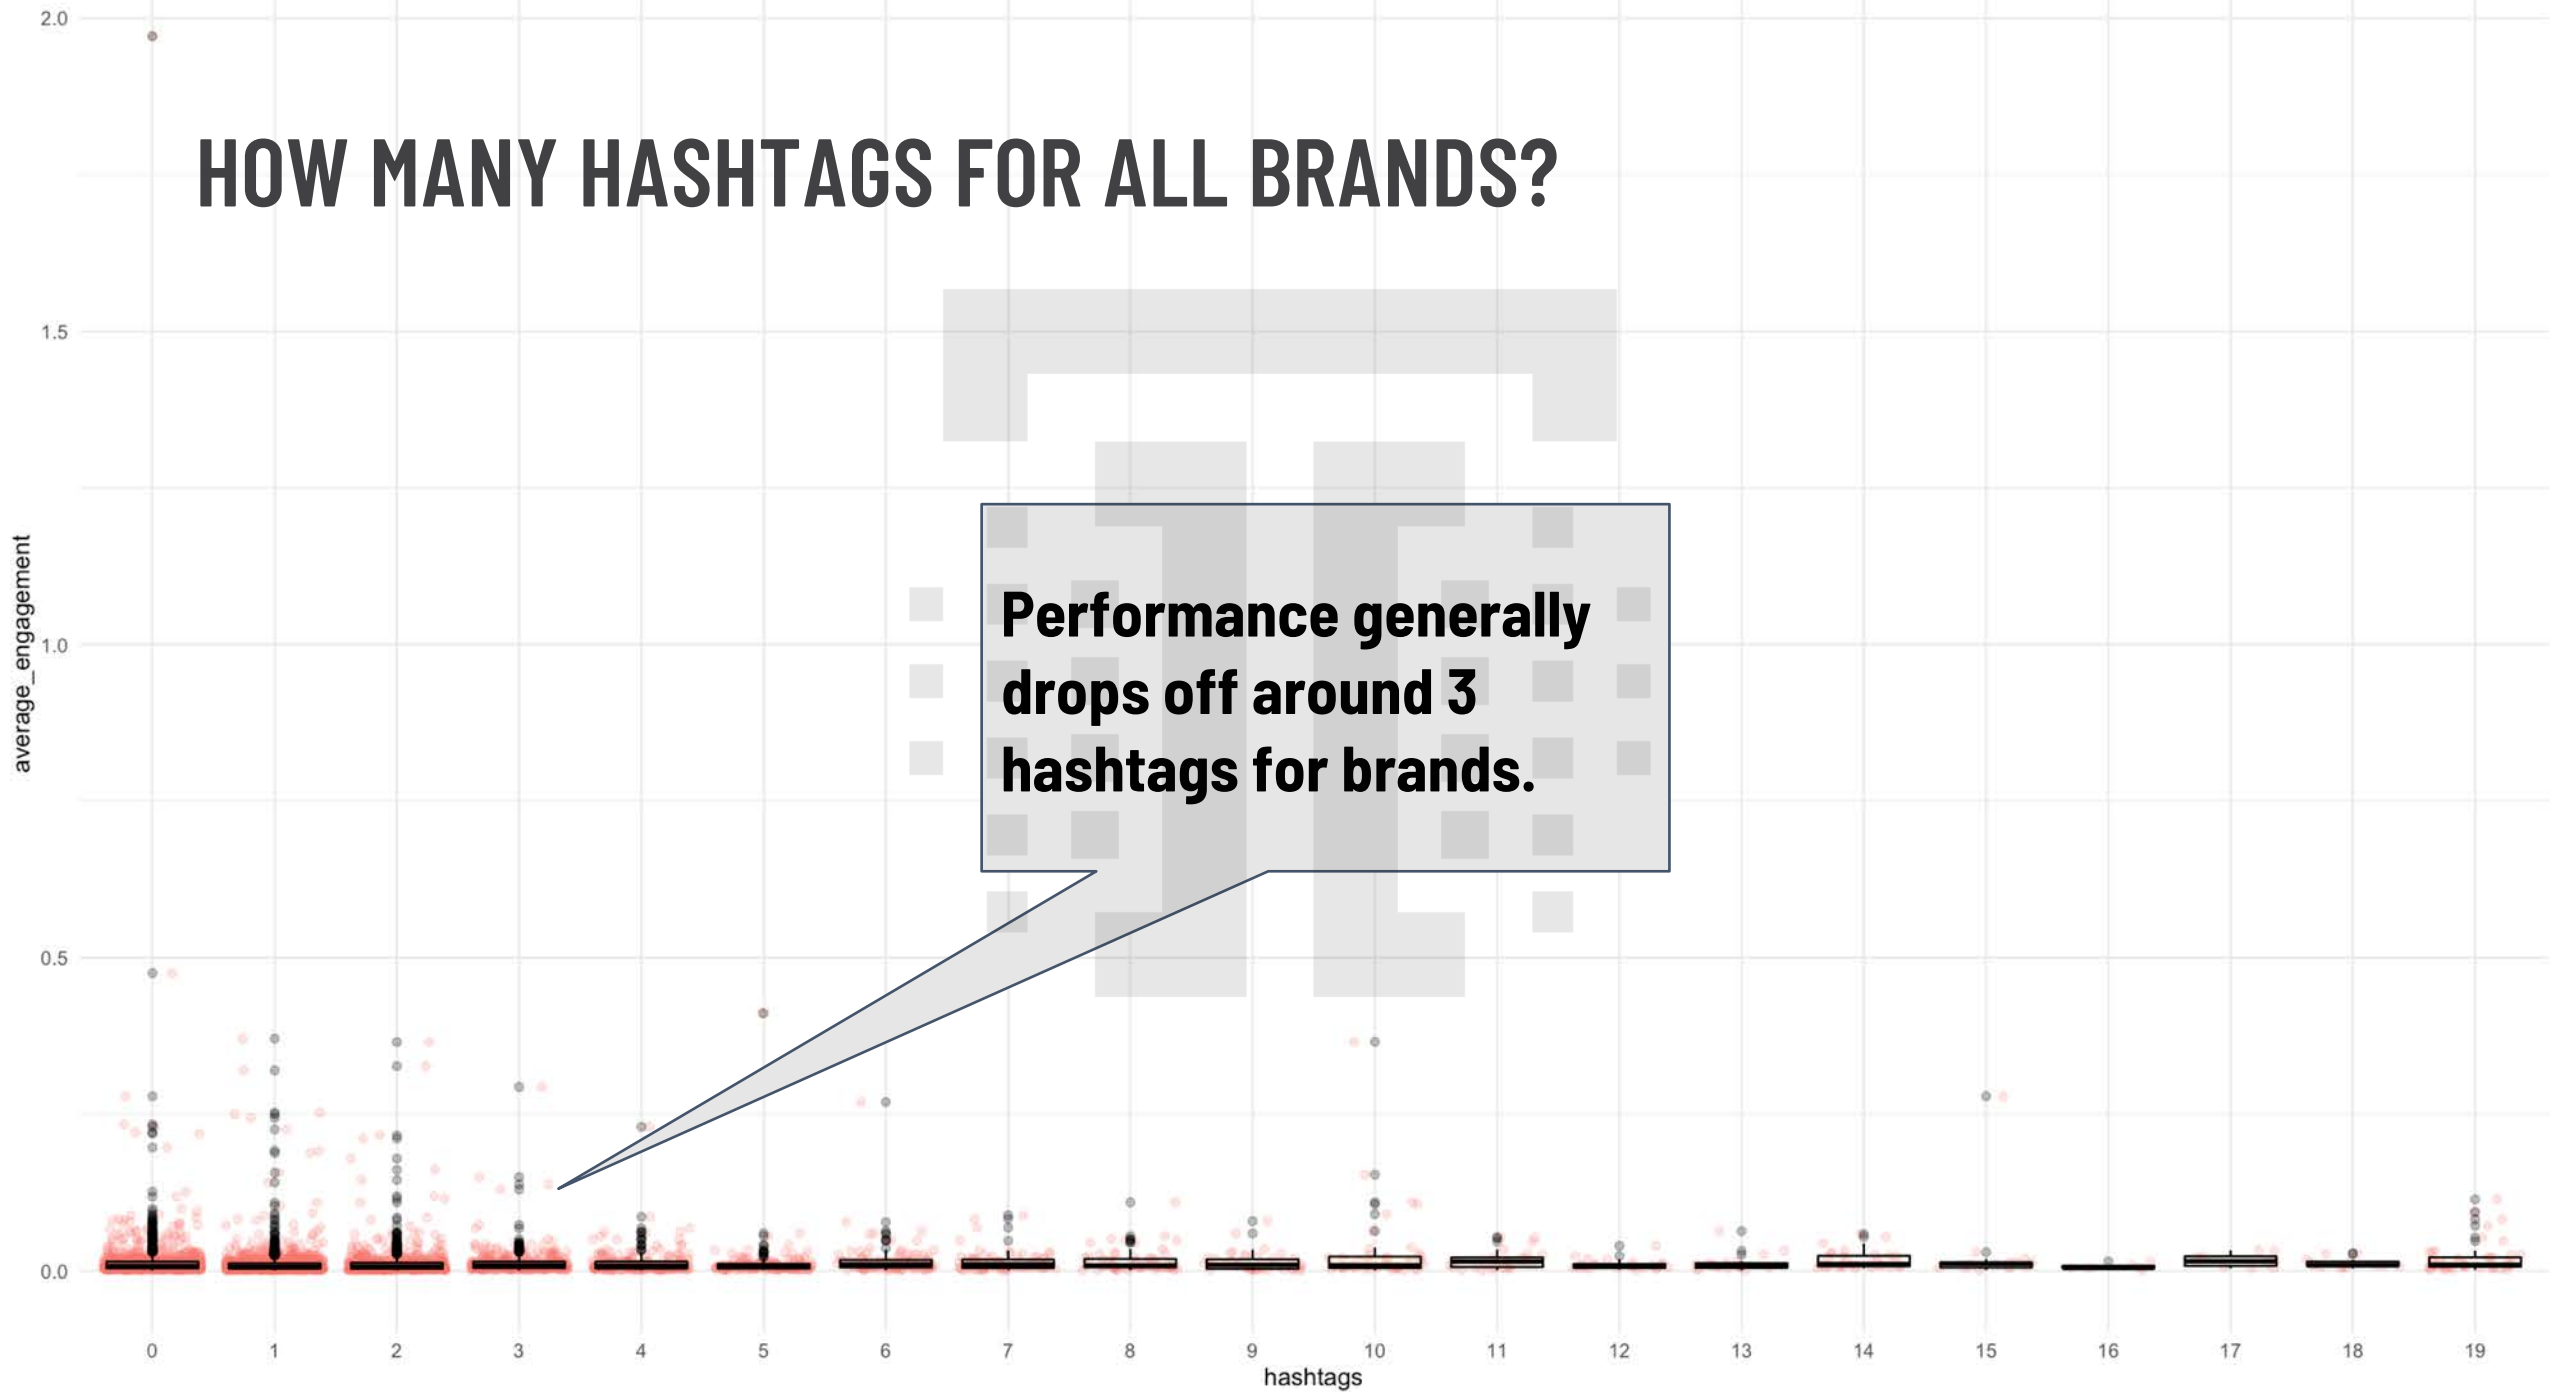 2.0
HOW MANY HASHTAGS FOR ALL BRANDS?
1.5
Performance generally
drops off around 3
hashtags for brands.
average_engagement
1.0
0.5
0.0
0 1 2 3 4 5 6 7 8 9 10 11 12 13 14 15 16 17 18 19
hashtags